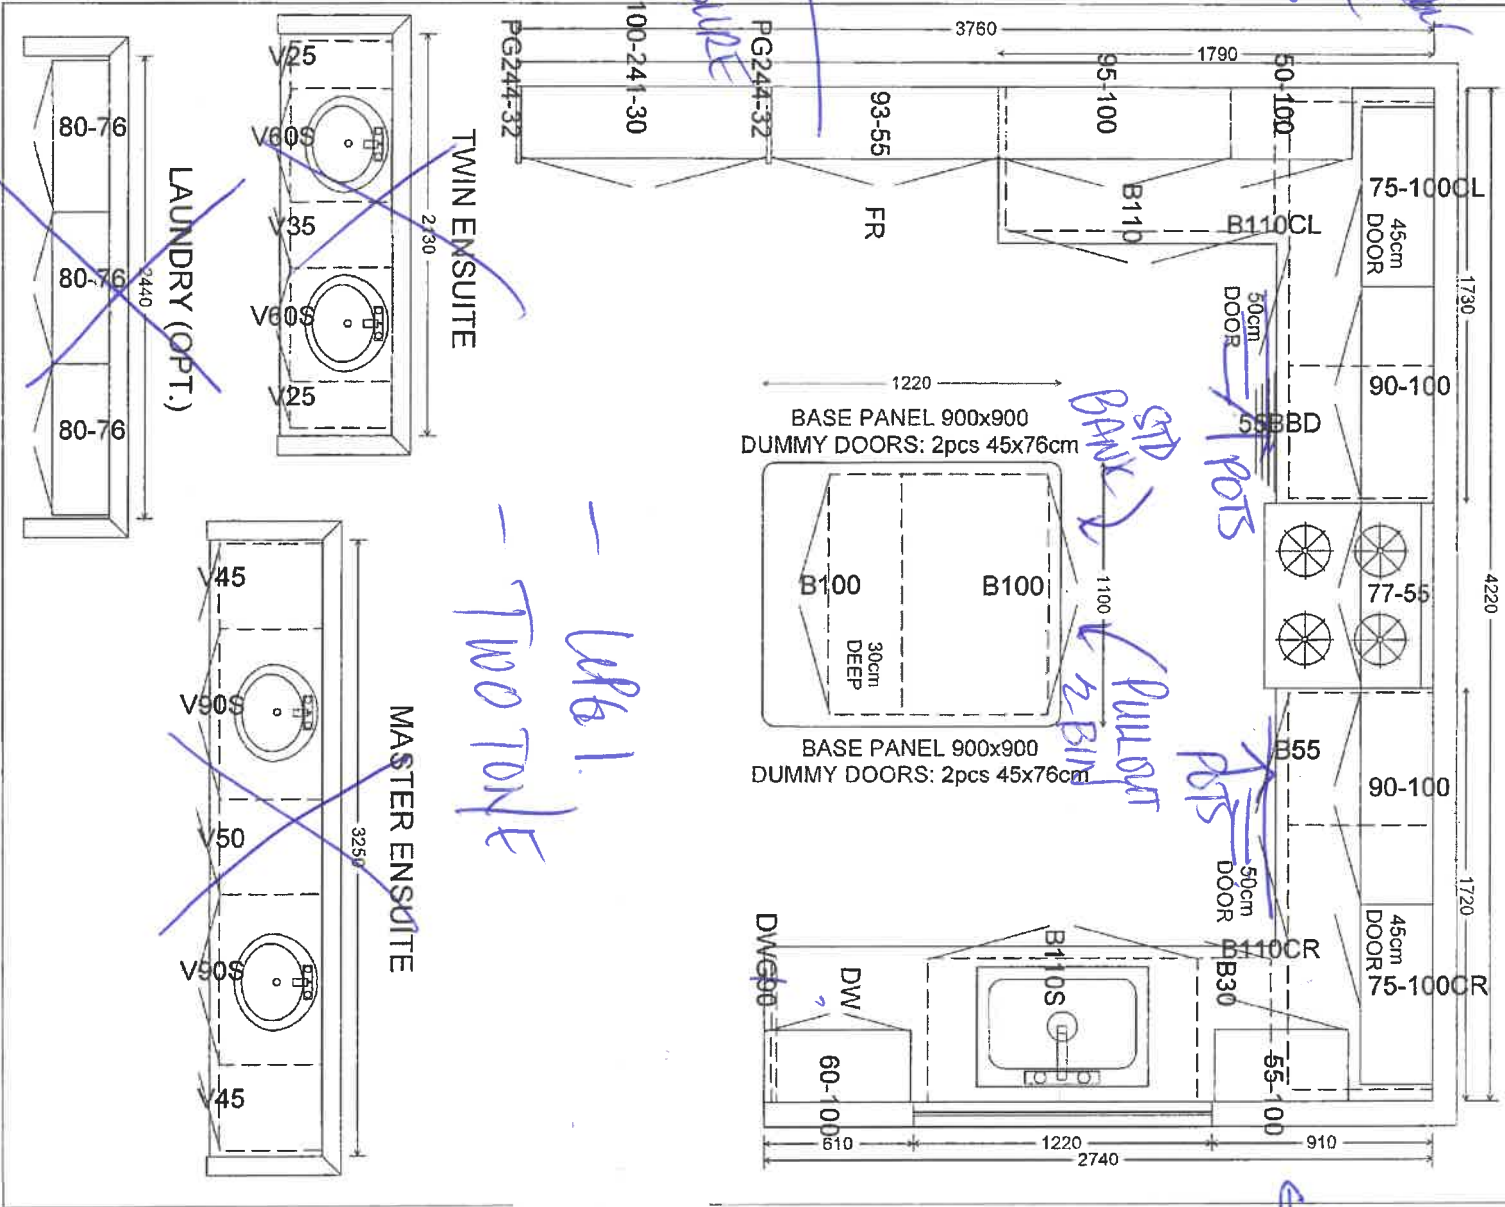 3760
1790
PG244-32
100-241-30
PG244-32
93-55
FR
95-100
50-100
B110
B110CL
75-100CL
45cm
DOOR
50cm
DOOR
1730
4220
90-100
55BBD
POTS
STD
BANK
1220
BASE PANEL 900x900
DUMMY DOORS: 2pcs 45x76cm
B100
B100
30cm
DEEP
1100
77-55
PULLOUT
2 BIN
BASE PANEL 900x900
DUMMY DOORS: 2pcs 45x76cm
B55
POTS
90-100
50cm
DOOR
1720
45cm
DOOR
75-100CR
B110CR
B30
B110S
DW
DWG90
60-100
55-100
610
1220
910
2740
V25
V60S
V35
V60S
V25
2130
TWIN ENSUITE
80-76
80-76
80-76
2440
LAUNDRY (OPT.)
- UPG 1.
- TWO TONE
V45
V90S
V50
V90S
V45
3250
MASTER ENSUITE